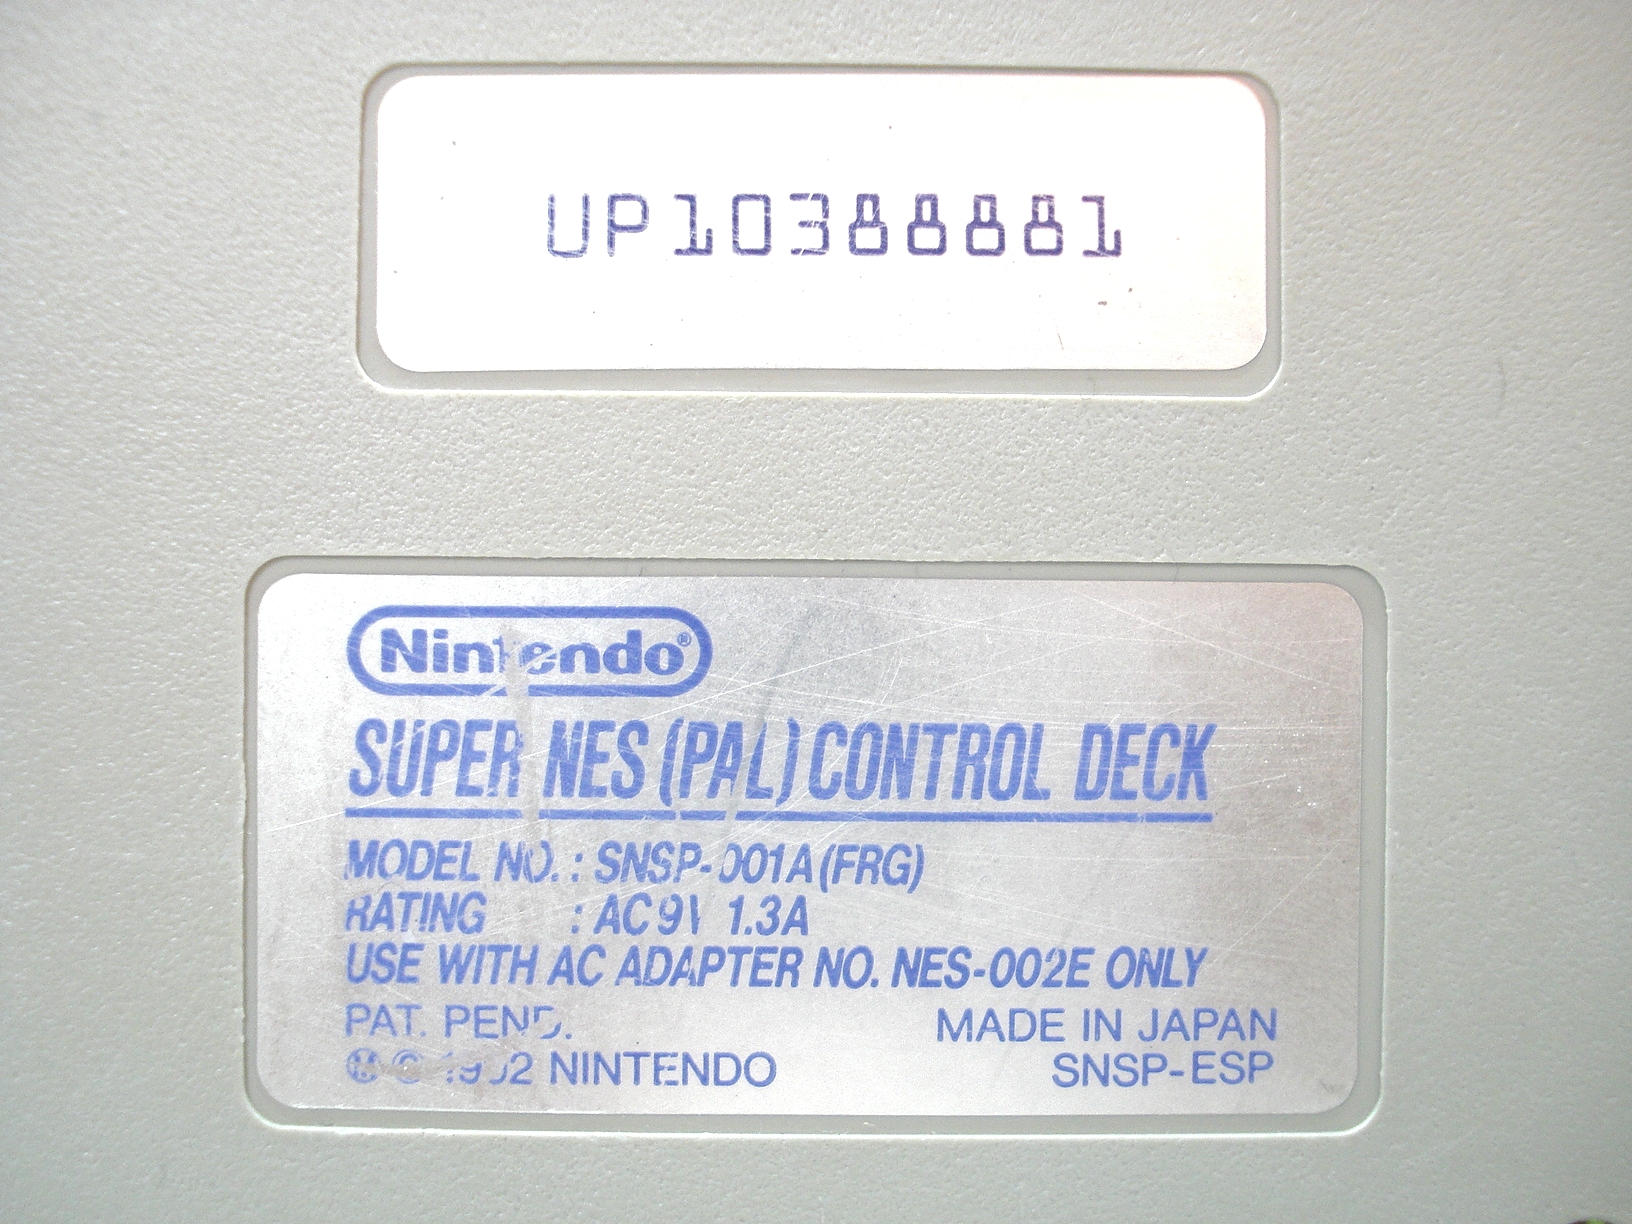 UP10388881
Nintendo®
SUPER NES (PAL) CONTROL DECK
MODEL NO. : SNSP-001A (FRG)
RATING : AC 9V 1.3A
USE WITH AC ADAPTER NO. NES-002E ONLY
PAT. PEND. MADE IN JAPAN
Ⓜ © 1992 NINTENDO SNSP-ESP